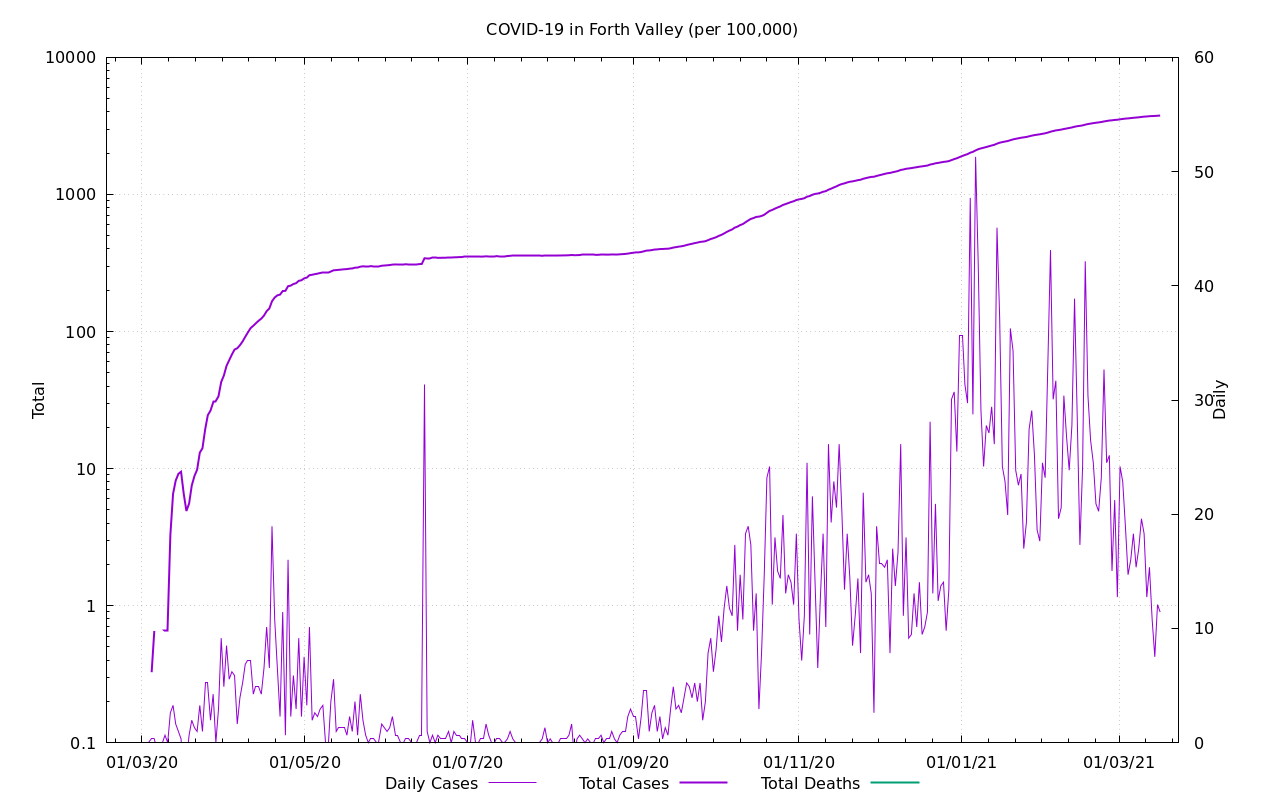 COVID-19 in Forth Valley (per 100,000)
10000
1000
100
10
1
0.1
Total
60
50
40
30
20
10
0
Daily
01/03/20 01/05/20 01/07/20 01/09/20 01/11/20 01/01/21 01/03/21
Daily Cases Total Cases Total Deaths